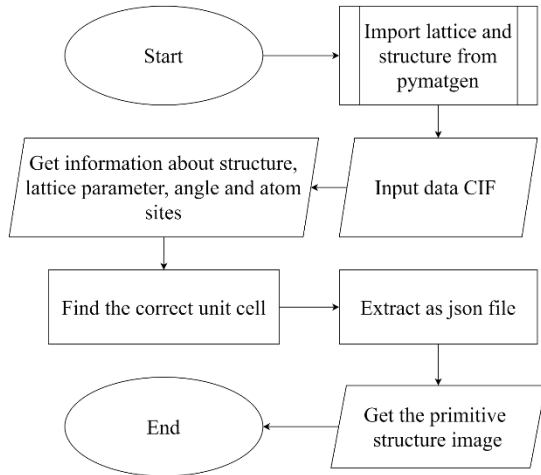 Start
Import lattice and
structure from
pymatgen
Input data CIF
Get information about structure,
lattice parameter, angle and atom
sites
Find the correct unit cell
Extract as json file
Get the primitive
structure image
End